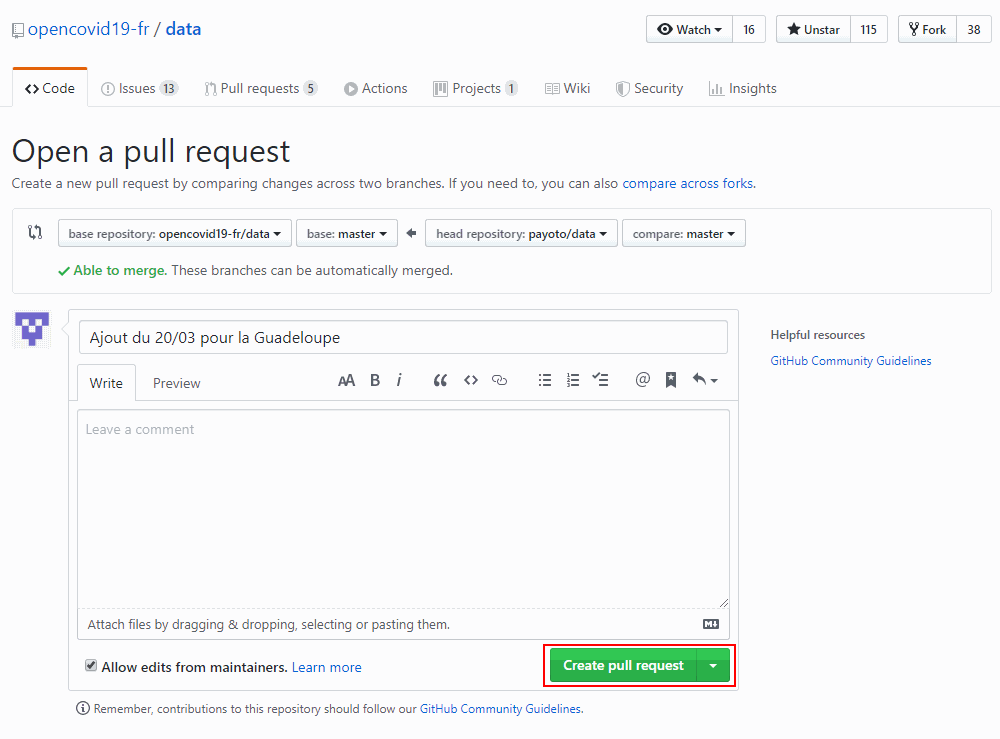 opencovid19-fr / data
Watch 16 Unstar 115 Fork 38
Code Issues 13 Pull requests 5 Actions Projects 1 Wiki Security Insights
Open a pull request
Create a new pull request by comparing changes across two branches. If you need to, you can also compare across forks.
base repository: opencovid19-fr/data base: master head repository: payoto/data compare: master
Able to merge. These branches can be automatically merged.
Ajout du 20/03 pour la Guadeloupe
Helpful resources
GitHub Community Guidelines
Write Preview AA B i
Leave a comment
Attach files by dragging & dropping, selecting or pasting them.
Allow edits from maintainers. Learn more
Create pull request
Remember, contributions to this repository should follow our GitHub Community Guidelines.